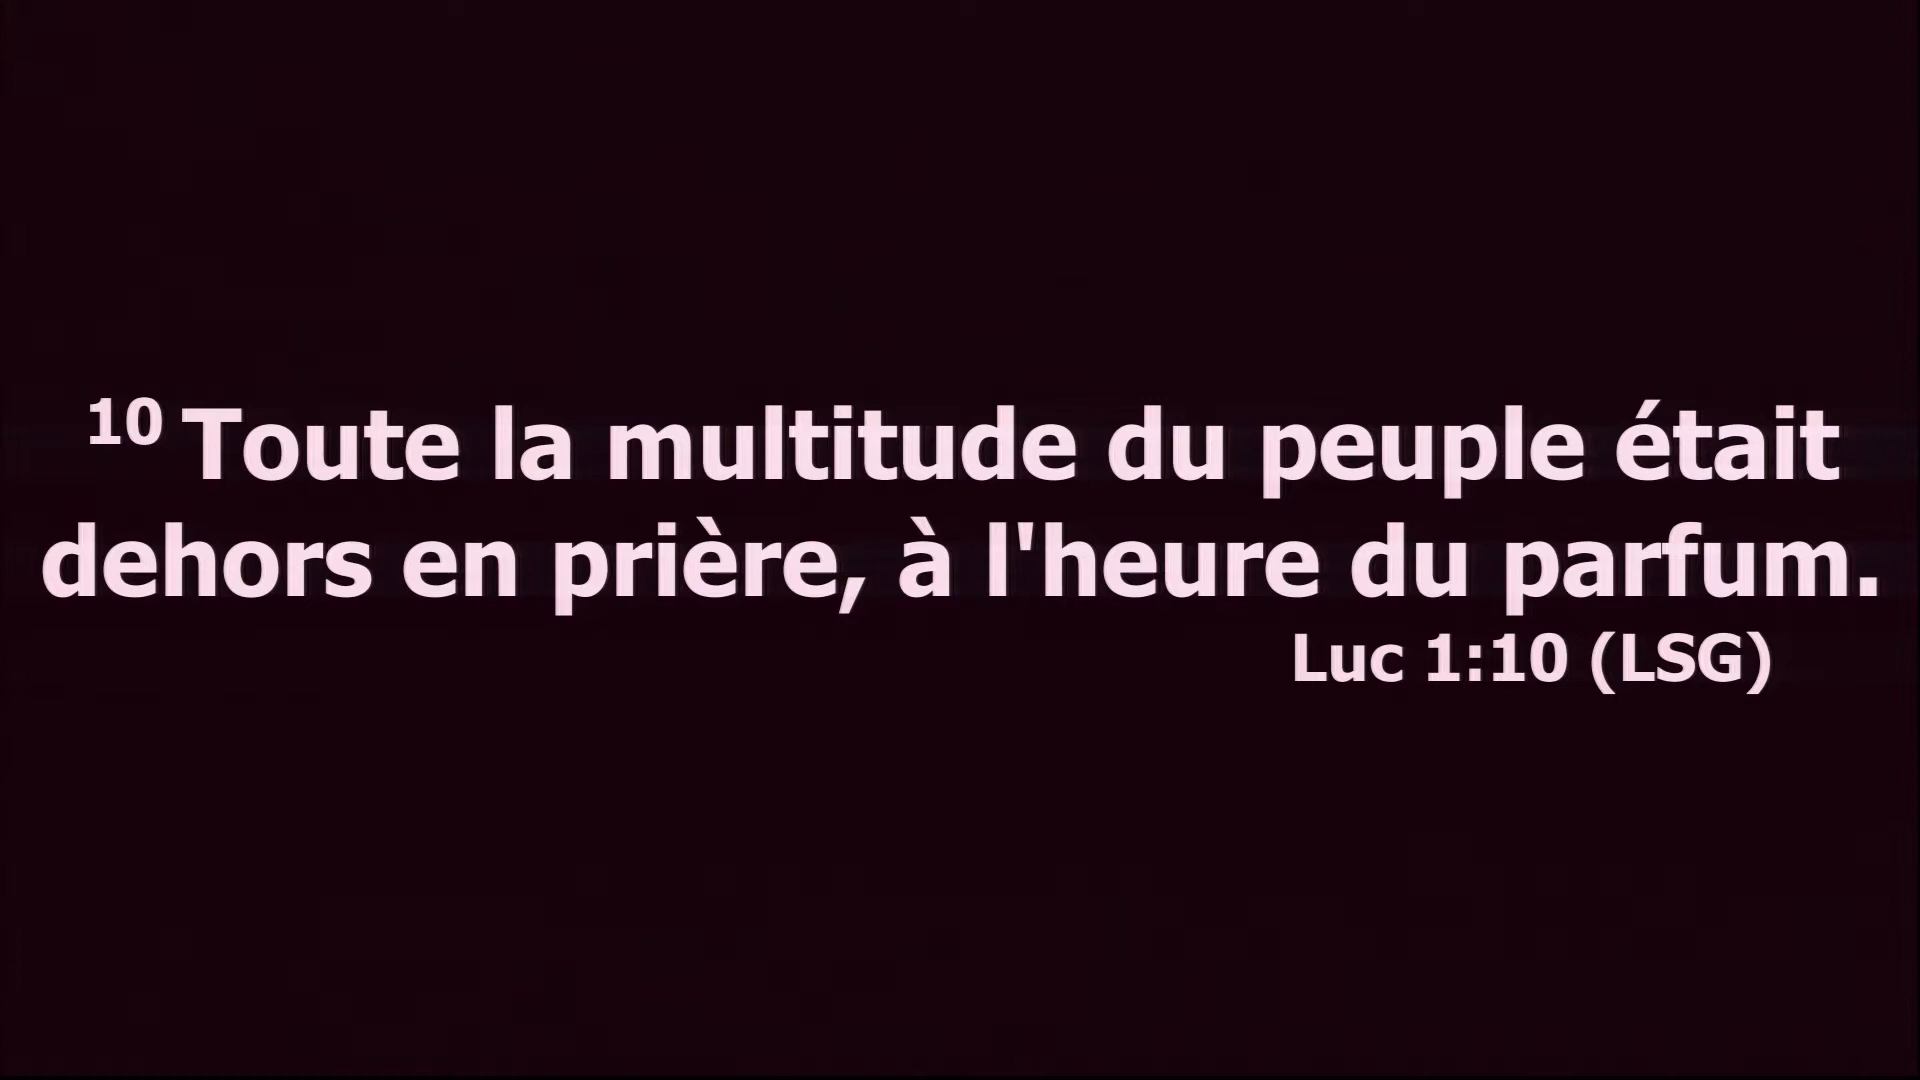 10 Toute la multitude du peuple était
dehors en prière, à l'heure du parfum.
Luc 1:10 (LSG)